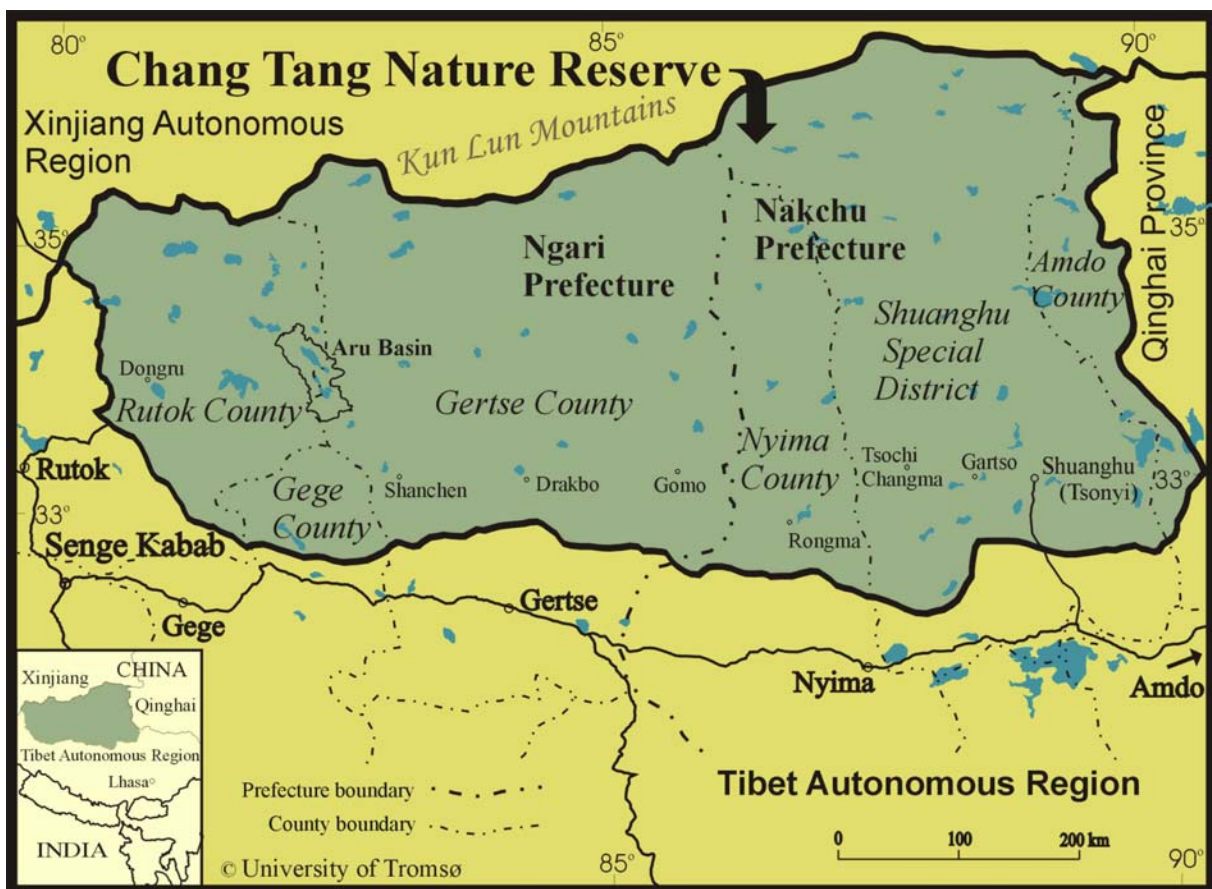 80°
85°
90°
Chang Tang Nature Reserve
Xinjiang Autonomous
Region
Kun Lun Mountains
Qinghai Province
35°
35°
Ngari
Prefecture
Nakchu
Prefecture
Amdo
County
Shuanghu
Special
District
Aru Basin
Dongru
Rutok County
Gertse County
Nyima
County
Tsochi
Changma
Gartso
Shuanghu
(Tsonyi)
33°
Rutok
Gege
County
Shanchen
Drakbo
Gomo
33°
Rongma
Senge Kabab
Gege
Gertse
Nyima
Amdo
Xinjiang
CHINA
Qinghai
Tibet Autonomous Region
Lhasa
INDIA
Prefecture boundary
County boundary
© University of Tromsø
85°
Tibet Autonomous Region
0 100 200 km
90°